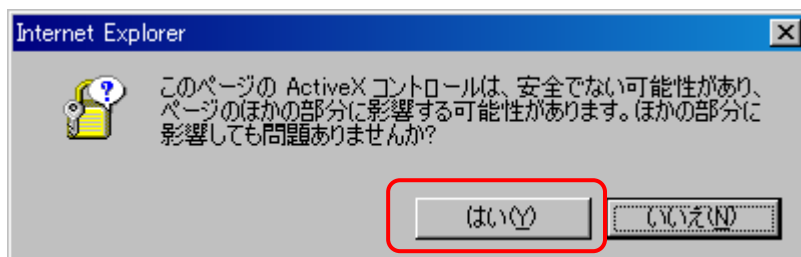 Internet Explorer
このページの ActiveX コントロールは、安全でない可能性があり、
ページのほかの部分に影響する可能性があります。ほかの部分に
影響しても問題ありませんか?
はい(Y) いいえ(N)